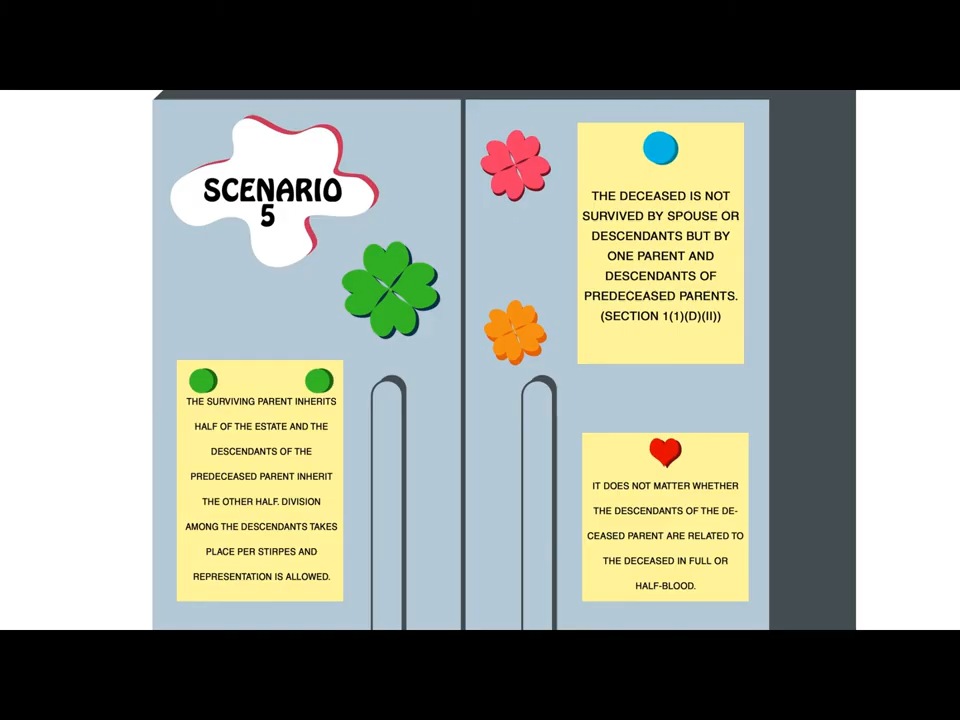 SCENARIO
5
THE DECEASED IS NOT
SURVIVED BY SPOUSE OR
DESCENDANTS BUT BY
ONE PARENT AND
DESCENDANTS OF
PREDECEASED PARENTS.
(SECTION 1(1)(D)(II))
THE SURVIVING PARENT INHERITS
HALF OF THE ESTATE AND THE
DESCENDANTS OF THE
PREDECEASED PARENT INHERIT
THE OTHER HALF. DIVISION
AMONG THE DESCENDANTS TAKES
PLACE PER STIRPES AND
REPRESENTATION IS ALLOWED.
IT DOES NOT MATTER WHETHER
THE DESCENDANTS OF THE DE-
CEASED PARENT ARE RELATED TO
THE DECEASED IN FULL OR
HALF-BLOOD.